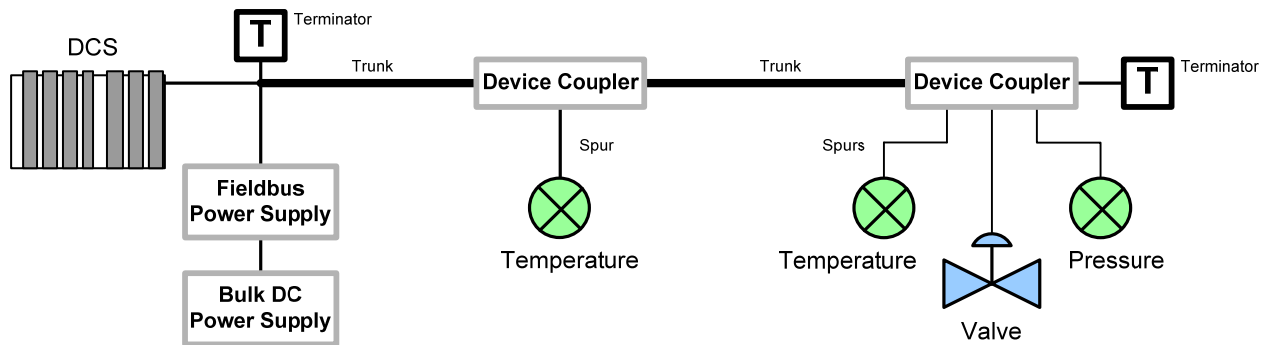 T
Terminator
DCS
Trunk
Device Coupler
Trunk
Device Coupler
T
Terminator
Spur
Spurs
Fieldbus
Power Supply
Temperature
Temperature
Pressure
Bulk DC
Power Supply
Valve